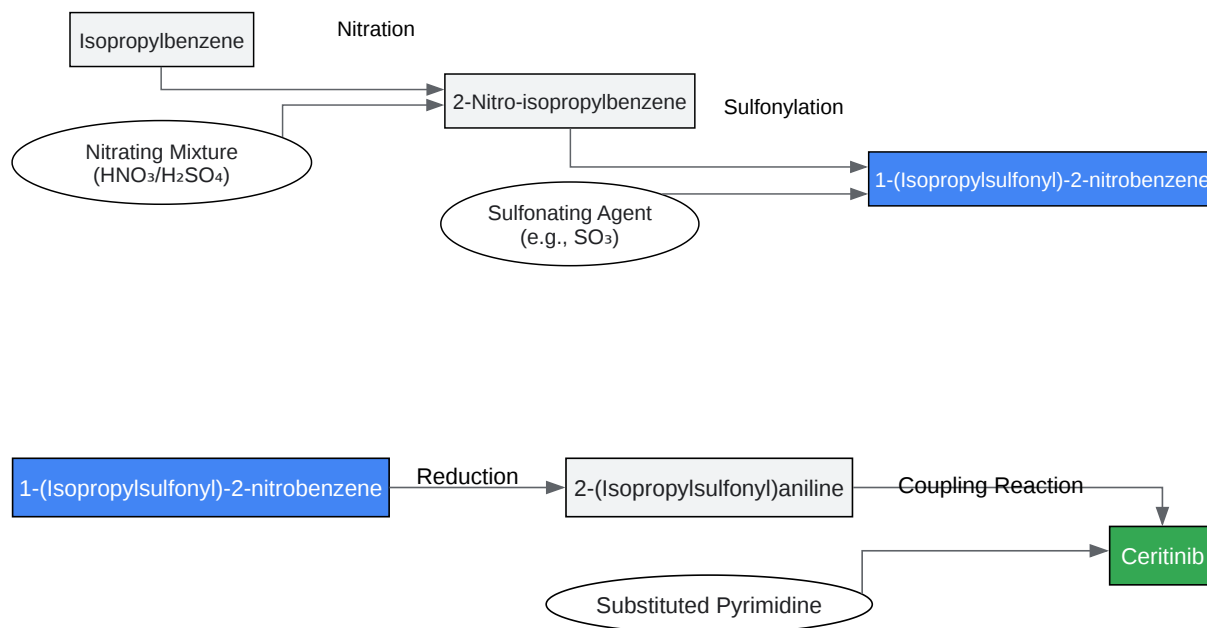 Isopropylbenzene
Nitration
2-Nitro-isopropylbenzene
Sulfonylation
Nitrating Mixture
(HNO₃/H₂SO₄)
1-(Isopropylsulfonyl)-2-nitrobenzene
Sulfonating Agent
(e.g., SO₃)
1-(Isopropylsulfonyl)-2-nitrobenzene
Reduction
2-(Isopropylsulfonyl)aniline
Coupling Reaction
Ceritinib
Substituted Pyrimidine